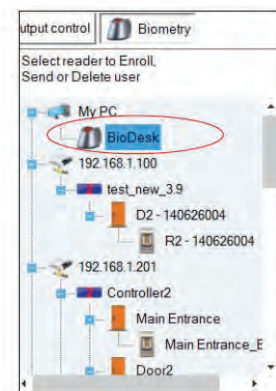 utput control Biometry
Select reader to Enroll,
Send or Delete user
My PC
BioDesk
192.168.1.100
test_new_3.9
D2 - 140626004
R2 - 140626004
192.168.1.201
Controller2
Main Entrance
Main Entrance_E
Door2